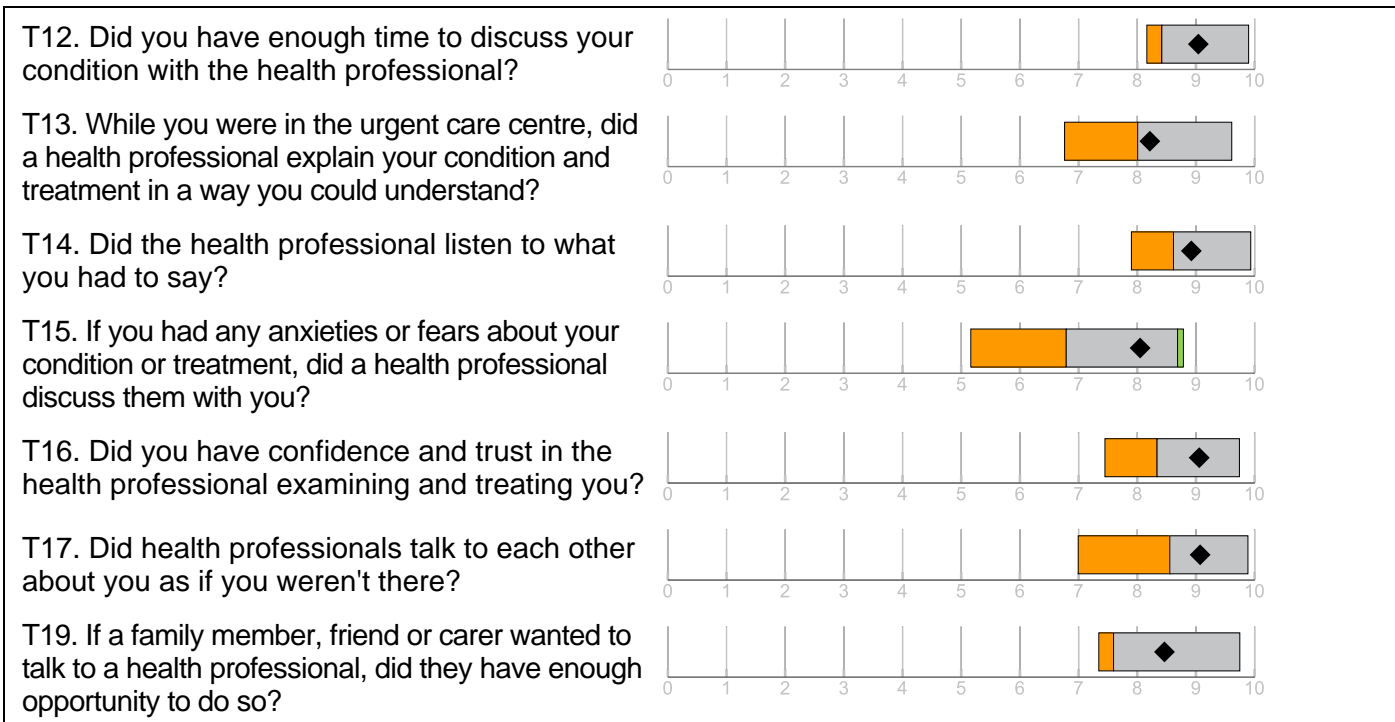 T12. Did you have enough time to discuss your
condition with the health professional?
0 1 2 3 4 5 6 7 8 9 10
T13. While you were in the urgent care centre, did
a health professional explain your condition and
treatment in a way you could understand?
0 1 2 3 4 5 6 7 8 9 10
T14. Did the health professional listen to what
you had to say?
0 1 2 3 4 5 6 7 8 9 10
T15. If you had any anxieties or fears about your
condition or treatment, did a health professional
discuss them with you?
0 1 2 3 4 5 6 7 8 9 10
T16. Did you have confidence and trust in the
health professional examining and treating you?
0 1 2 3 4 5 6 7 8 9 10
T17. Did health professionals talk to each other
about you as if you weren't there?
0 1 2 3 4 5 6 7 8 9 10
T19. If a family member, friend or carer wanted to
talk to a health professional, did they have enough
opportunity to do so?
0 1 2 3 4 5 6 7 8 9 10